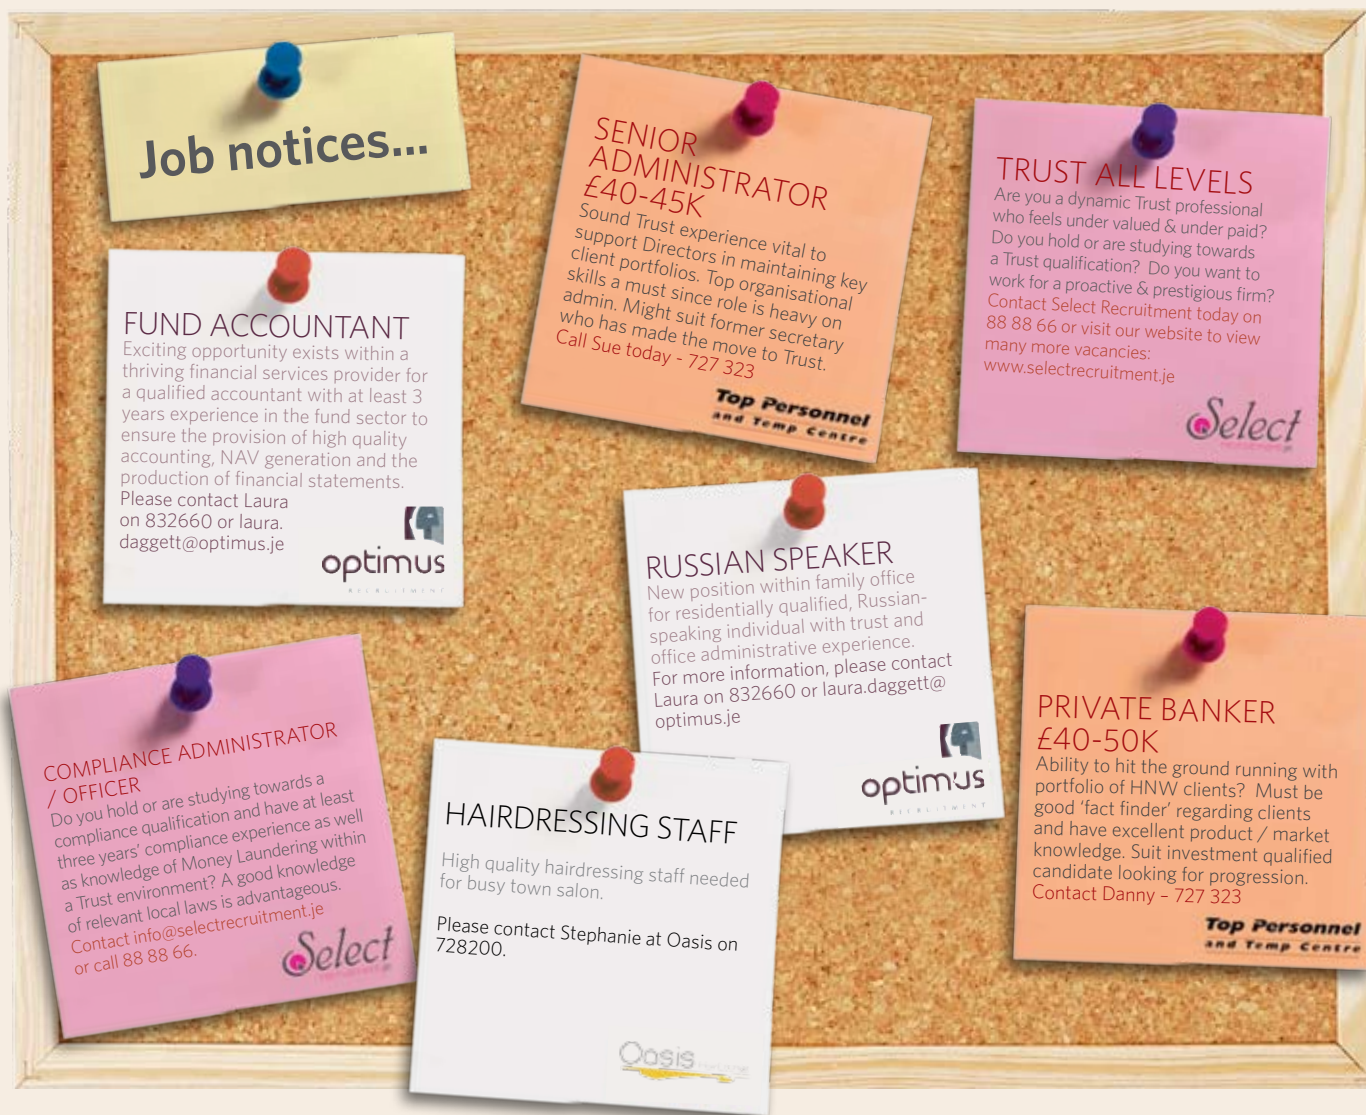 Job notices...
SENIOR
ADMINISTRATOR
£40-45K
Sound Trust experience vital to
support Directors in maintaining key
client portfolios. Top organisational
skills a must since role is heavy on
admin. Might suit former secretary
who has made the move to Trust.
Call Sue today - 727 323
Top Personnel
and Temp Centre
TRUST ALL LEVELS
Are you a dynamic Trust professional
who feels under valued & under paid?
Do you hold or are studying towards
a Trust qualification? Do you want to
work for a proactive & prestigious firm?
Contact Select Recruitment today on
88 88 66 or visit our website to view
many more vacancies:
www.selectrecruitment.je
Select
FUND ACCOUNTANT
Exciting opportunity exists within a
thriving financial services provider for
a qualified accountant with at least 3
years experience in the fund sector to
ensure the provision of high quality
accounting, NAV generation and the
production of financial statements.
Please contact Laura
on 832660 or laura.
daggett@optimus.je
optimus
RECRUITMENT
RUSSIAN SPEAKER
New position within family office
for residentially qualified, Russian-
speaking individual with trust and
office administrative experience.
For more information, please contact
Laura on 832660 or laura.daggett@
optimus.je
optimus
RECRUITMENT
COMPLIANCE ADMINISTRATOR
/ OFFICER
Do you hold or are studying towards a
compliance qualification and have at least
three years' compliance experience as well
as knowledge of Money Laundering within
a Trust environment? A good knowledge
of relevant local laws is advantageous.
Contact info@selectrecruitment.je
or call 88 88 66.
Select
HAIRDRESSING STAFF
High quality hairdressing staff needed
for busy town salon.
Please contact Stephanie at Oasis on
728200.
Oasis
PRIVATE BANKER
£40-50K
Ability to hit the ground running with
portfolio of HNW clients? Must be
good 'fact finder' regarding clients
and have excellent product / market
knowledge. Suit investment qualified
candidate looking for progression.
Contact Danny – 727 323
Top Personnel
and Temp Centre